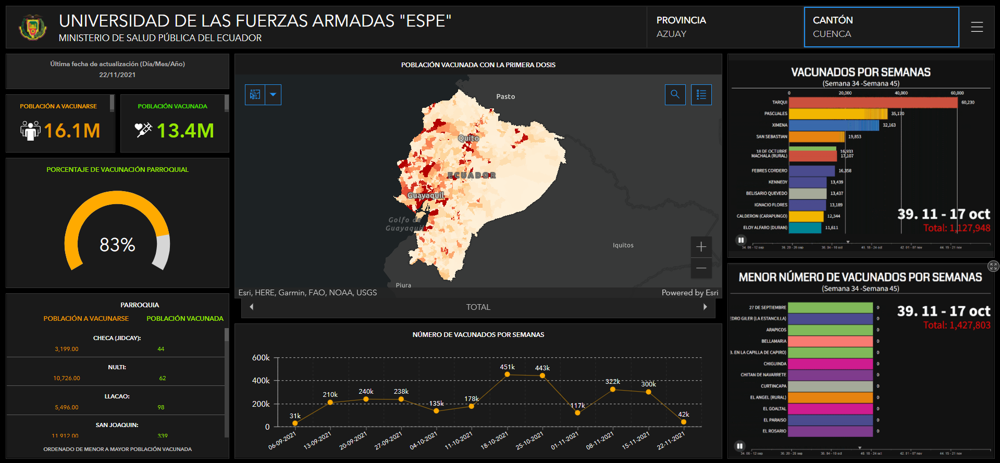 UNIVERSIDAD DE LAS FUERZAS ARMADAS "ESPE"
MINISTERIO DE SALUD PÚBLICA DEL ECUADOR
PROVINCIA
AZUAY
CANTÓN
CUENCA
Última fecha de actualización (Día/Mes/Año)
22/11/2021
POBLACIÓN A VACUNARSE
16.1M
POBLACIÓN VACUNADA
13.4M
PORCENTAJE DE VACUNACIÓN PARROQUIAL
83%
PARROQUIA
POBLACIÓN A VACUNARSE POBLACIÓN VACUNADA
CHECA (JIDCAY):
3,199.00 44
NULTI:
10,726.00 62
LLACAO:
5,496.00 98
SAN JOAQUIN:
11,912.00 339
ORDENADO DE MENOR A MAYOR POBLACIÓN VACUNADA
POBLACIÓN VACUNADA CON LA PRIMERA DOSIS
Pasto
Quito
ECUADOR
Guayaquil
Golfo de
Guayaquil
Iquitos
Piura
Esri, HERE, Garmin, FAO, NOAA, USGS
Powered by Esri
TOTAL
NÚMERO DE VACUNADOS POR SEMANAS
600k
400k
200k
0
31k
210k
240k
238k
135k
178k
451k
443k
117k
322k
300k
42k
06-09-2021
13-09-2021
20-09-2021
27-09-2021
04-10-2021
11-10-2021
18-10-2021
25-10-2021
01-11-2021
08-11-2021
15-11-2021
22-11-2021
VACUNADOS POR SEMANAS
(Semana 34 -Semana 45)
0 20,000 40,000 60,000
TARQUI 60,230
PASCUALES 35,170
XIMENA 32,163
SAN SEBASTIAN 19,853
18 DE OCTUBRE 16,933
MACHALA (RURAL) 17,107
FEBRES CORDERO 16,358
KENNEDY 13,439
BELISARIO QUEVEDO 13,437
IGNACIO FLORES 13,189
CALDERON (CARAPUNGO) 12,344
ELOY ALFARO (DURAN) 11,611
39. 11 - 17 oct
Total: 1,127,948
34. 06 - 12 sep
36. 20 - 26 sep
38. 04 - 10 oct
40. 18 - 24 oct
42. 01 - 07 nov
44. 15 - 21 nov
MENOR NÚMERO DE VACUNADOS POR SEMANAS
(Semana 34 -Semana 45)
27 DE SEPTIEMBRE 0
EDRO GILER (LA ESTANCILLA) 0
ARAPICOS 0
BELLAMARIA 0
3. EN LA CAPILLA DE CAPIRO) 0
CHIGUINDA 0
CHITAN DE NAVARRETE 0
CURTINCAPA 0
EL ANGEL (RURAL) 0
EL GOALTAL 0
EL PARAISO 0
EL ROSARIO 0
39. 11 - 17 oct
Total: 1,427,803
34. 06 - 12 sep
36. 20 - 26 sep
38. 04 - 10 oct
40. 18 - 24 oct
42. 01 - 07 nov
44. 15 - 21 nov